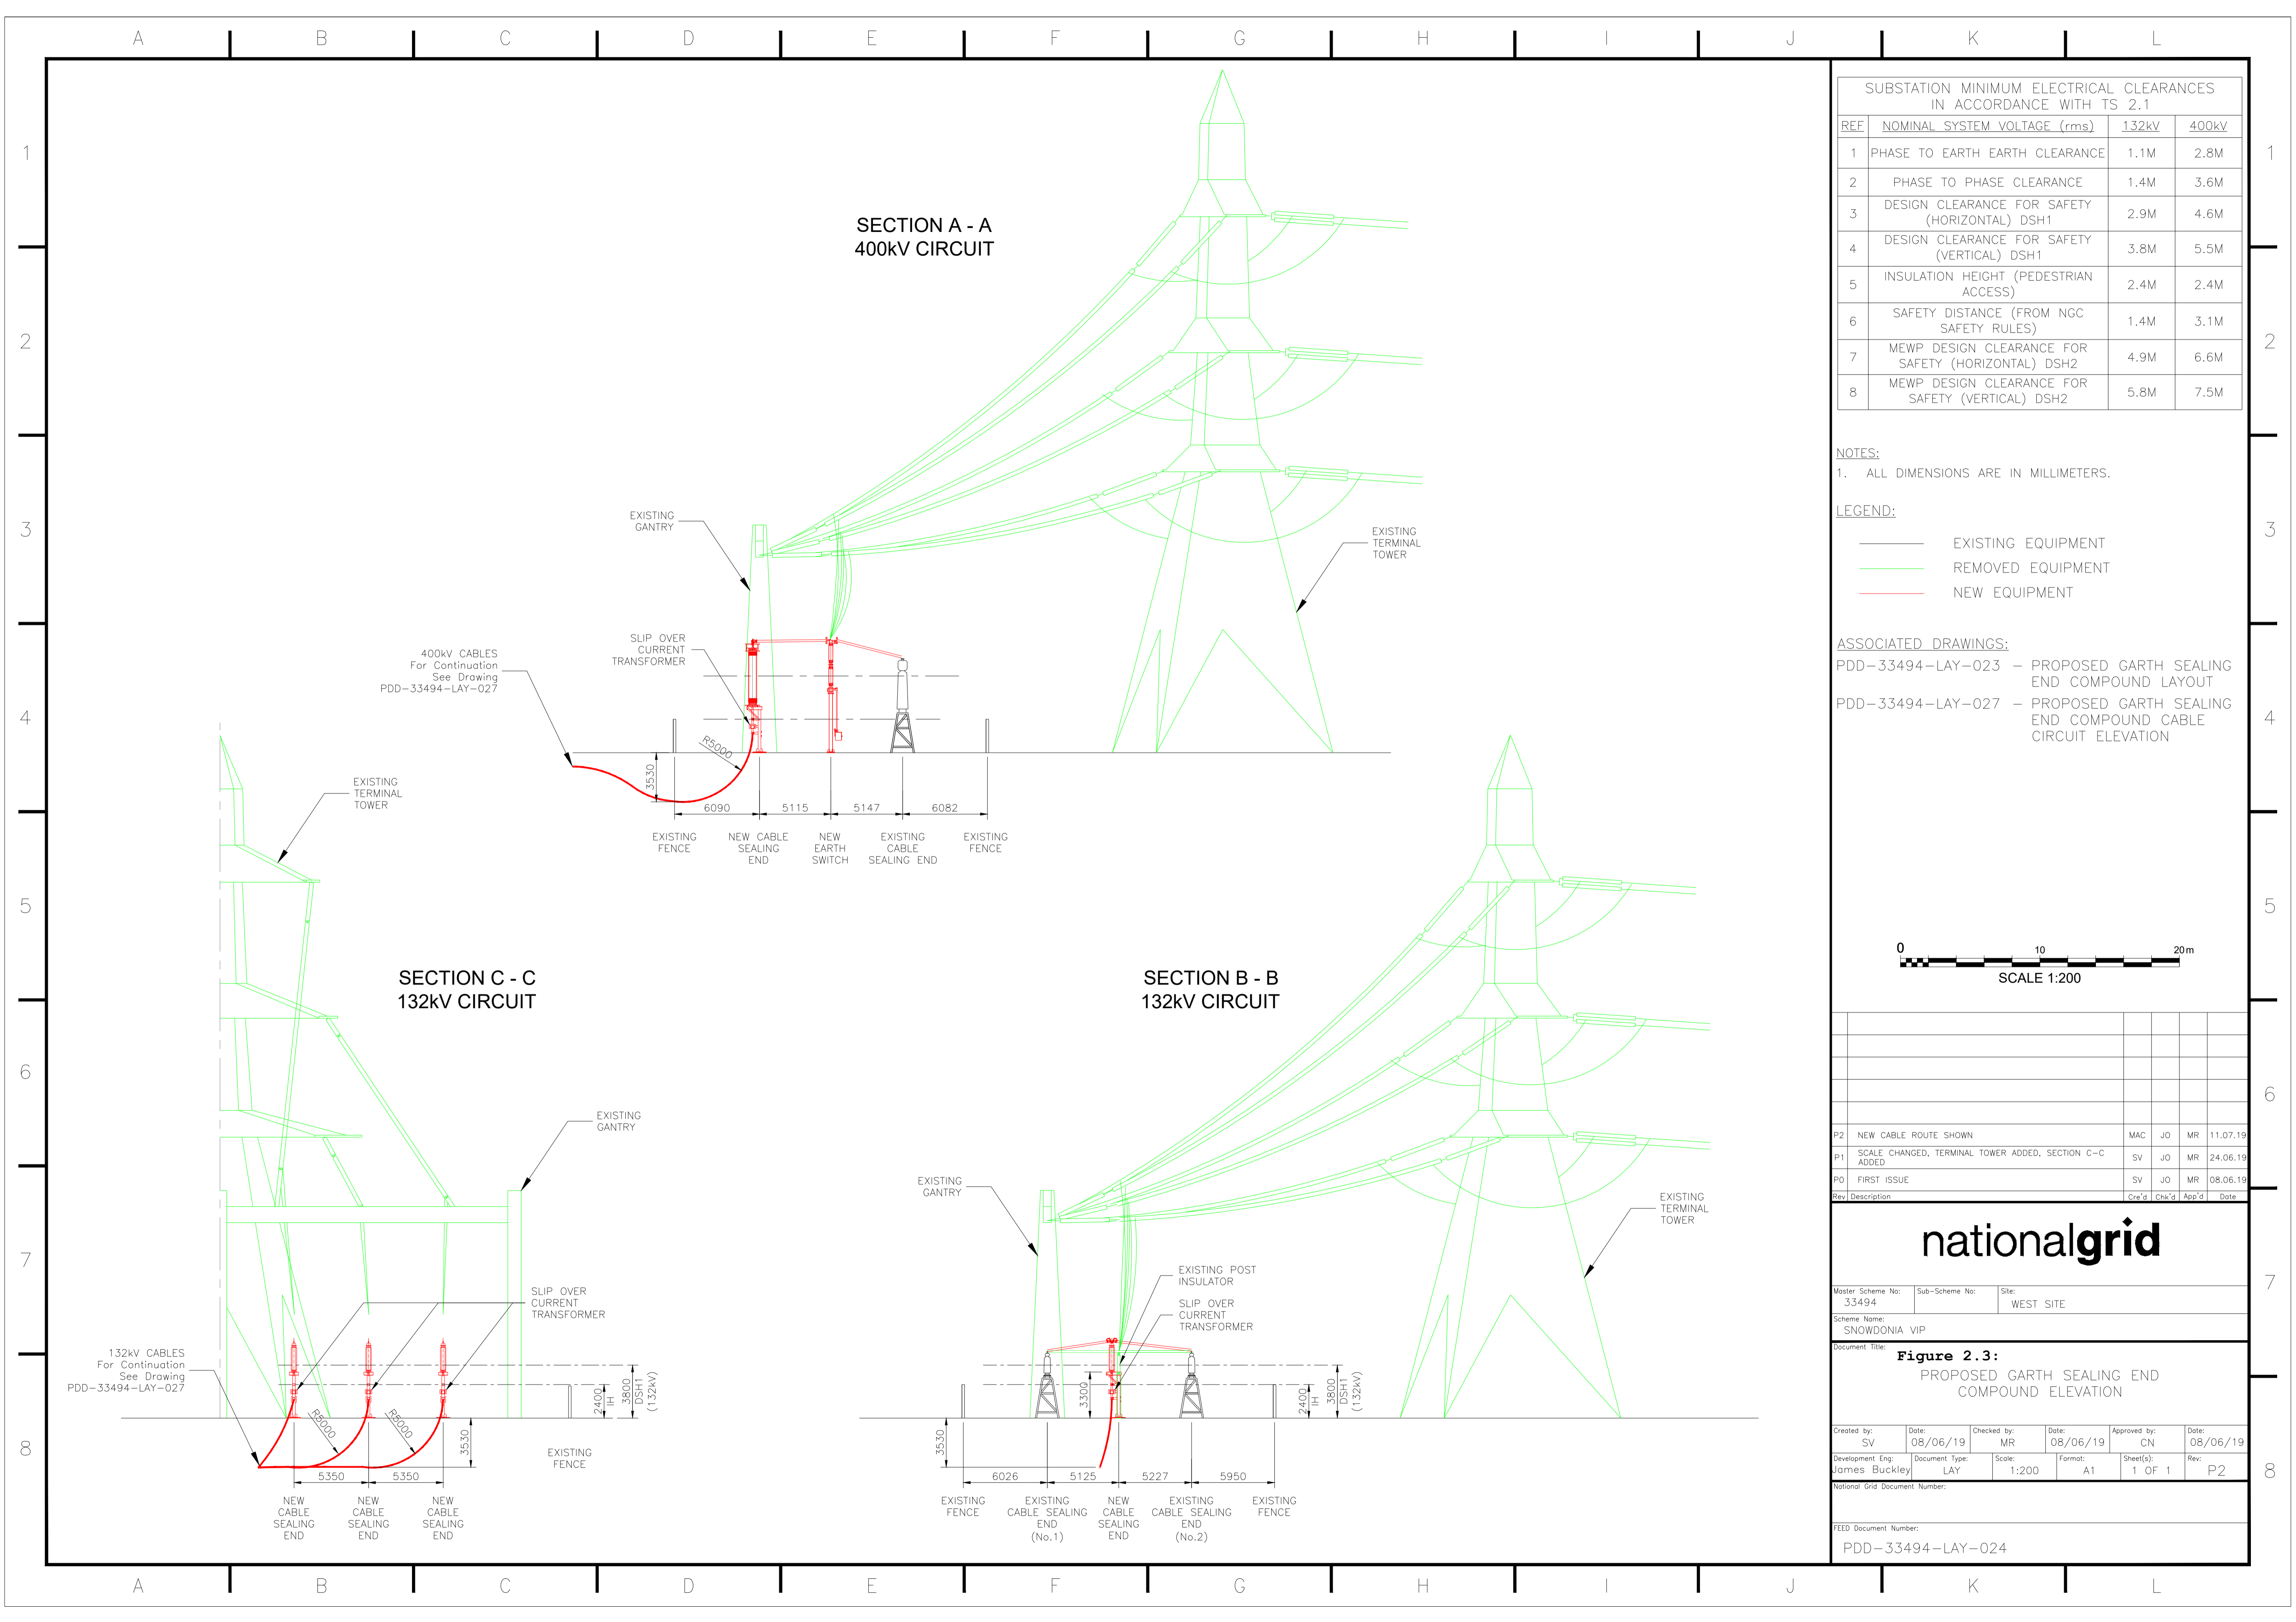 A B C D E F G H I J K L
1
2
3
4
5
6
7
8
SECTION A - A
400kV CIRCUIT
EXISTING
GANTRY
EXISTING
TERMINAL
TOWER
SLIP OVER
CURRENT
TRANSFORMER
400kV CABLES
For Continuation
See Drawing
PDD-33494-LAY-027
R5000
3530
6090 5115 5147 6082
EXISTING
FENCE
NEW CABLE
SEALING
END
NEW
EARTH
SWITCH
EXISTING
CABLE
SEALING END
EXISTING
FENCE
SECTION C - C
132kV CIRCUIT
EXISTING
TERMINAL
TOWER
EXISTING
GANTRY
SLIP OVER
CURRENT
TRANSFORMER
132kV CABLES
For Continuation
See Drawing
PDD-33494-LAY-027
R5000
R5000
3530
2400
IH
3800
DSH1
(132kV)
5350 5350
EXISTING
FENCE
NEW
CABLE
SEALING
END
NEW
CABLE
SEALING
END
NEW
CABLE
SEALING
END
SECTION B - B
132kV CIRCUIT
EXISTING
GANTRY
EXISTING
TERMINAL
TOWER
EXISTING POST
INSULATOR
SLIP OVER
CURRENT
TRANSFORMER
3300
3530
2400
IH
3800
DSH1
(132kV)
6026 5125 5227 5950
EXISTING
FENCE
EXISTING
CABLE SEALING
END
(No.1)
NEW
CABLE
SEALING
END
EXISTING
CABLE SEALING
END
(No.2)
EXISTING
FENCE
SUBSTATION MINIMUM ELECTRICAL CLEARANCES
IN ACCORDANCE WITH TS 2.1
REF NOMINAL SYSTEM VOLTAGE (rms) 132kV 400kV
1 PHASE TO EARTH EARTH CLEARANCE 1.1M 2.8M
2 PHASE TO PHASE CLEARANCE 1.4M 3.6M
3 DESIGN CLEARANCE FOR SAFETY
(HORIZONTAL) DSH1 2.9M 4.6M
4 DESIGN CLEARANCE FOR SAFETY
(VERTICAL) DSH1 3.8M 5.5M
5 INSULATION HEIGHT (PEDESTRIAN
ACCESS) 2.4M 2.4M
6 SAFETY DISTANCE (FROM NGC
SAFETY RULES) 1.4M 3.1M
7 MEWP DESIGN CLEARANCE FOR
SAFETY (HORIZONTAL) DSH2 4.9M 6.6M
8 MEWP DESIGN CLEARANCE FOR
SAFETY (VERTICAL) DSH2 5.8M 7.5M
NOTES:
1. ALL DIMENSIONS ARE IN MILLIMETERS.
LEGEND:
EXISTING EQUIPMENT
REMOVED EQUIPMENT
NEW EQUIPMENT
ASSOCIATED DRAWINGS:
PDD-33494-LAY-023 - PROPOSED GARTH SEALING
END COMPOUND LAYOUT
PDD-33494-LAY-027 - PROPOSED GARTH SEALING
END COMPOUND CABLE
CIRCUIT ELEVATION
0 10 20m
SCALE 1:200
P2 NEW CABLE ROUTE SHOWN MAC JO MR 11.07.19
P1 SCALE CHANGED, TERMINAL TOWER ADDED, SECTION C-C
ADDED SV JO MR 24.06.19
P0 FIRST ISSUE SV JO MR 08.06.19
Rev Description Cre'd Chk'd App'd Date
nationalgrid
Master Scheme No: Sub-Scheme No: Site:
33494 WEST SITE
Scheme Name:
SNOWDONIA VIP
Document Title:
Figure 2.3:
PROPOSED GARTH SEALING END
COMPOUND ELEVATION
Created by: Date: Checked by: Date: Approved by: Date:
SV 08/06/19 MR 08/06/19 CN 08/06/19
Development Eng: Document Type: Scale: Format: Sheet(s): Rev:
James Buckley LAY 1:200 A1 1 OF 1 P2
National Grid Document Number:
FEED Document Number:
PDD-33494-LAY-024
1
2
3
4
5
6
7
8
A B C D E F G H I J K L